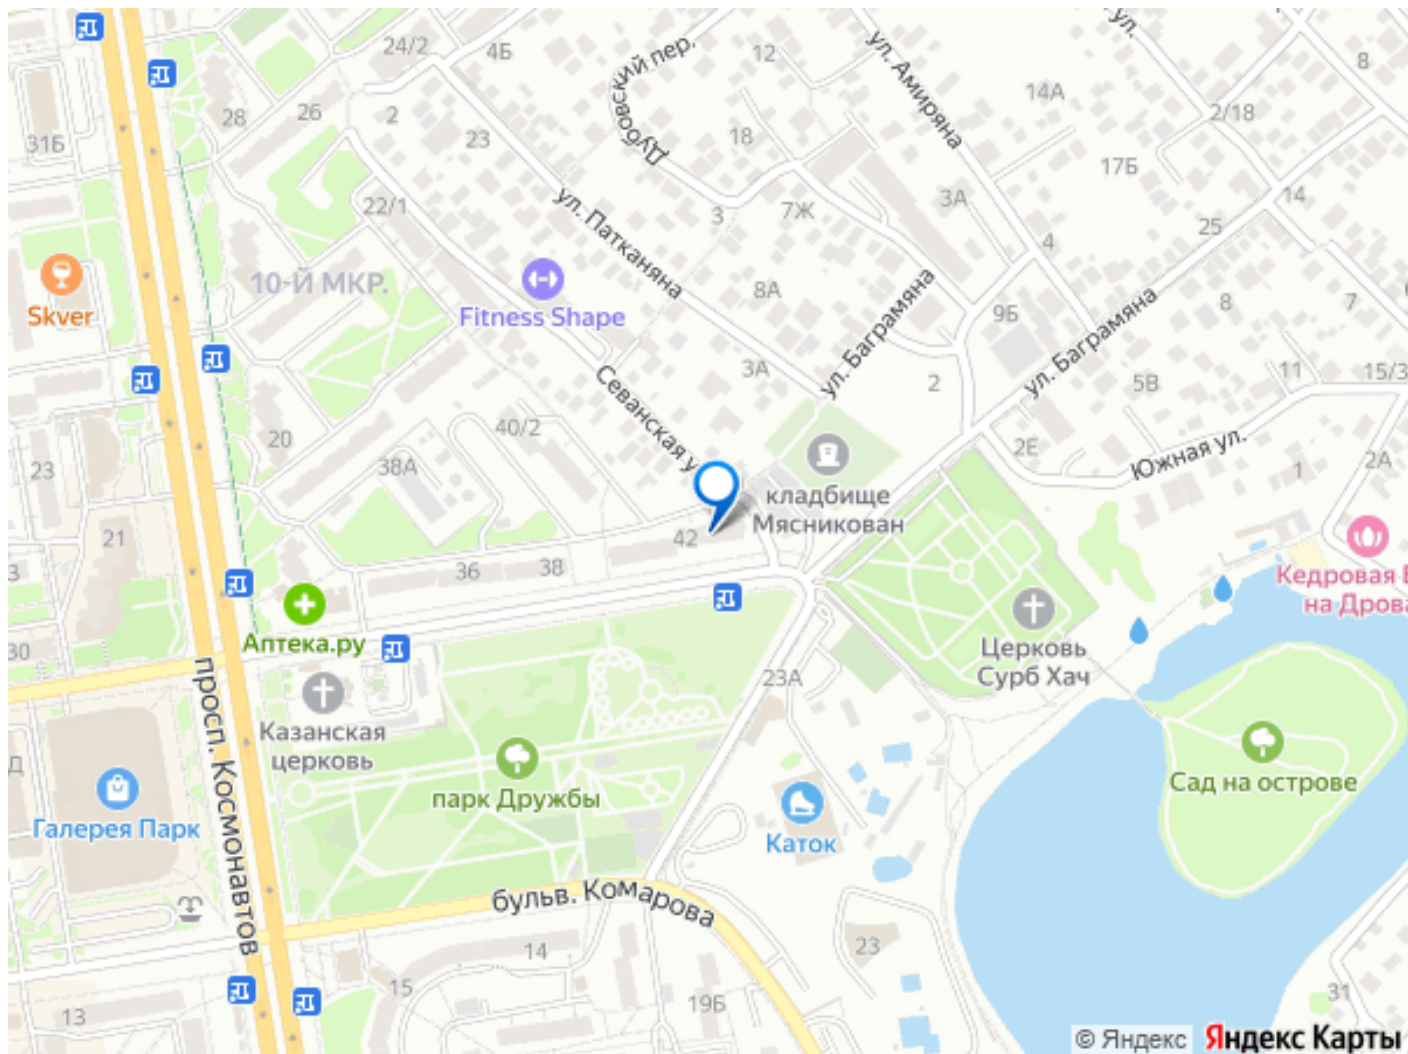 24/2
4Б
12
ул. Амиряна
ул.
8
Дубовский пер.
14А
2/18
31Б
28
26
2
23
18
17Б
22/1
ул. Патканяна
3
7Ж
3А
4
25
14
10-Й МКР.
Skver
Fitness Shape
8А
ул. Баграмяна
9Б
ул. Баграмяна
8
7
3А
2
5В
11
15/3
20
40/2
Севанская у
38А
23
2Е
Южная ул.
1
2А
кладбище
Мясникован
21
42
36
38
Кедровая Б
на Дрова
3
Аптека.ру
30
просп. Космонавтов
Казанская
церковь
23А
Церковь
Сурб Хач
Д
парк Дружбы
Сад на острове
Галерея Парк
Каток
бульв. Комарова
14
15
23
19Б
13
31
© Яндекс
Яндекс Карты